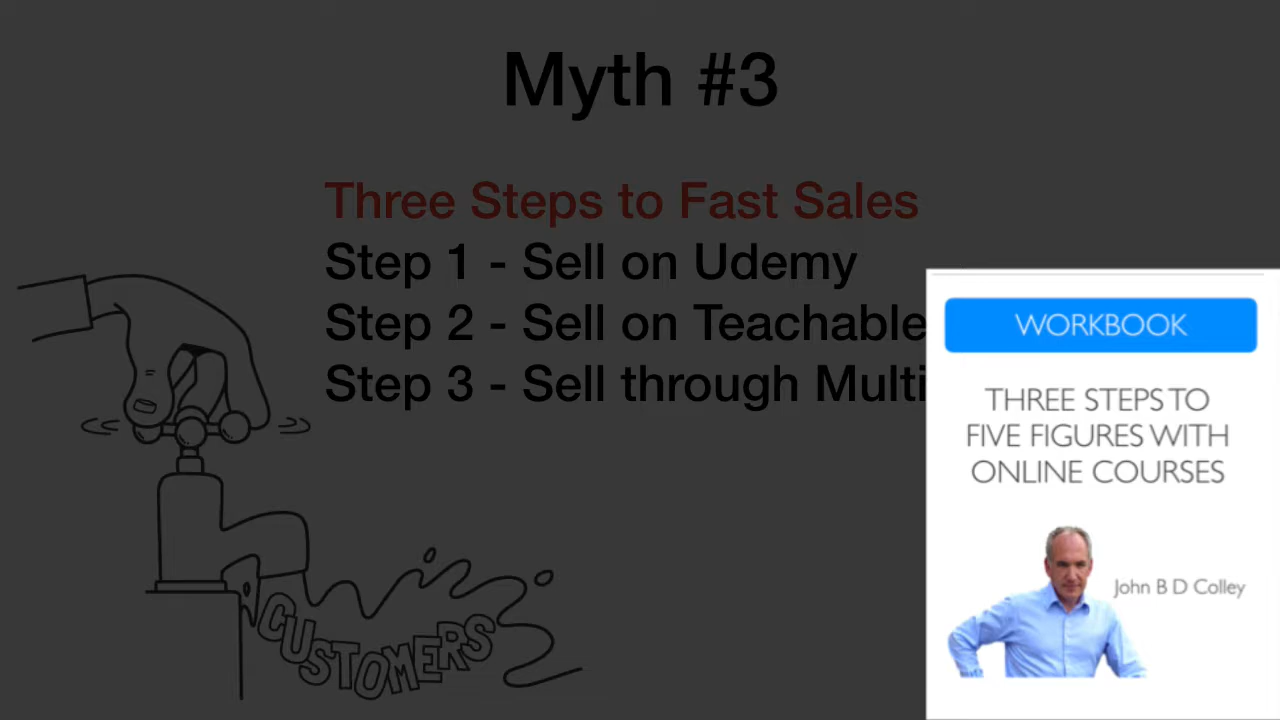 Myth #3
Three Steps to Fast Sales
Step 1 - Sell on Udemy
Step 2 - Sell on Teachable
Step 3 - Sell through Multi
CUSTOMERS
WORKBOOK
THREE STEPS TO
FIVE FIGURES WITH
ONLINE COURSES
John B D Colley